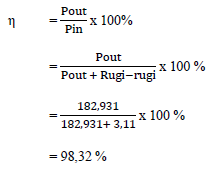 η = Pout / Pin x 100%
= Pout / Pout + Rugi−rugi x 100 %
= 182,931 / 182,931+ 3,11 x 100 %
= 98,32 %